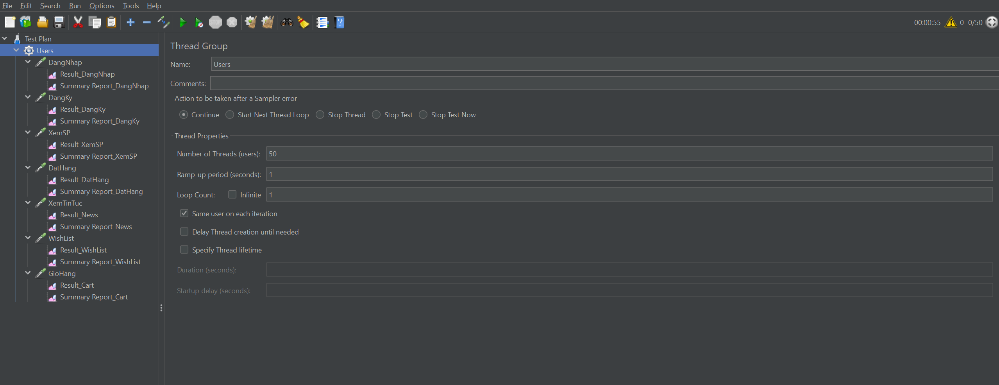 File Edit Search Run Options Tools Help
00:00:55 0 0/50
Test Plan
Users
DangNhap
Result_DangNhap
Summary Report_DangNhap
DangKy
Result_DangKy
Summary Report_DangKy
XemSP
Result_XemSP
Summary Report_XemSP
DatHang
Result_DatHang
Summary Report_DatHang
XemTinTuc
Result_News
Summary Report_News
WishList
Result_WishList
Summary Report_WishList
GioHang
Result_Cart
Summary Report_Cart
Thread Group
Name: Users
Comments:
Action to be taken after a Sampler error
Continue Start Next Thread Loop Stop Thread Stop Test Stop Test Now
Thread Properties
Number of Threads (users): 50
Ramp-up period (seconds): 1
Loop Count: Infinite 1
Same user on each iteration
Delay Thread creation until needed
Specify Thread lifetime
Duration (seconds):
Startup delay (seconds):